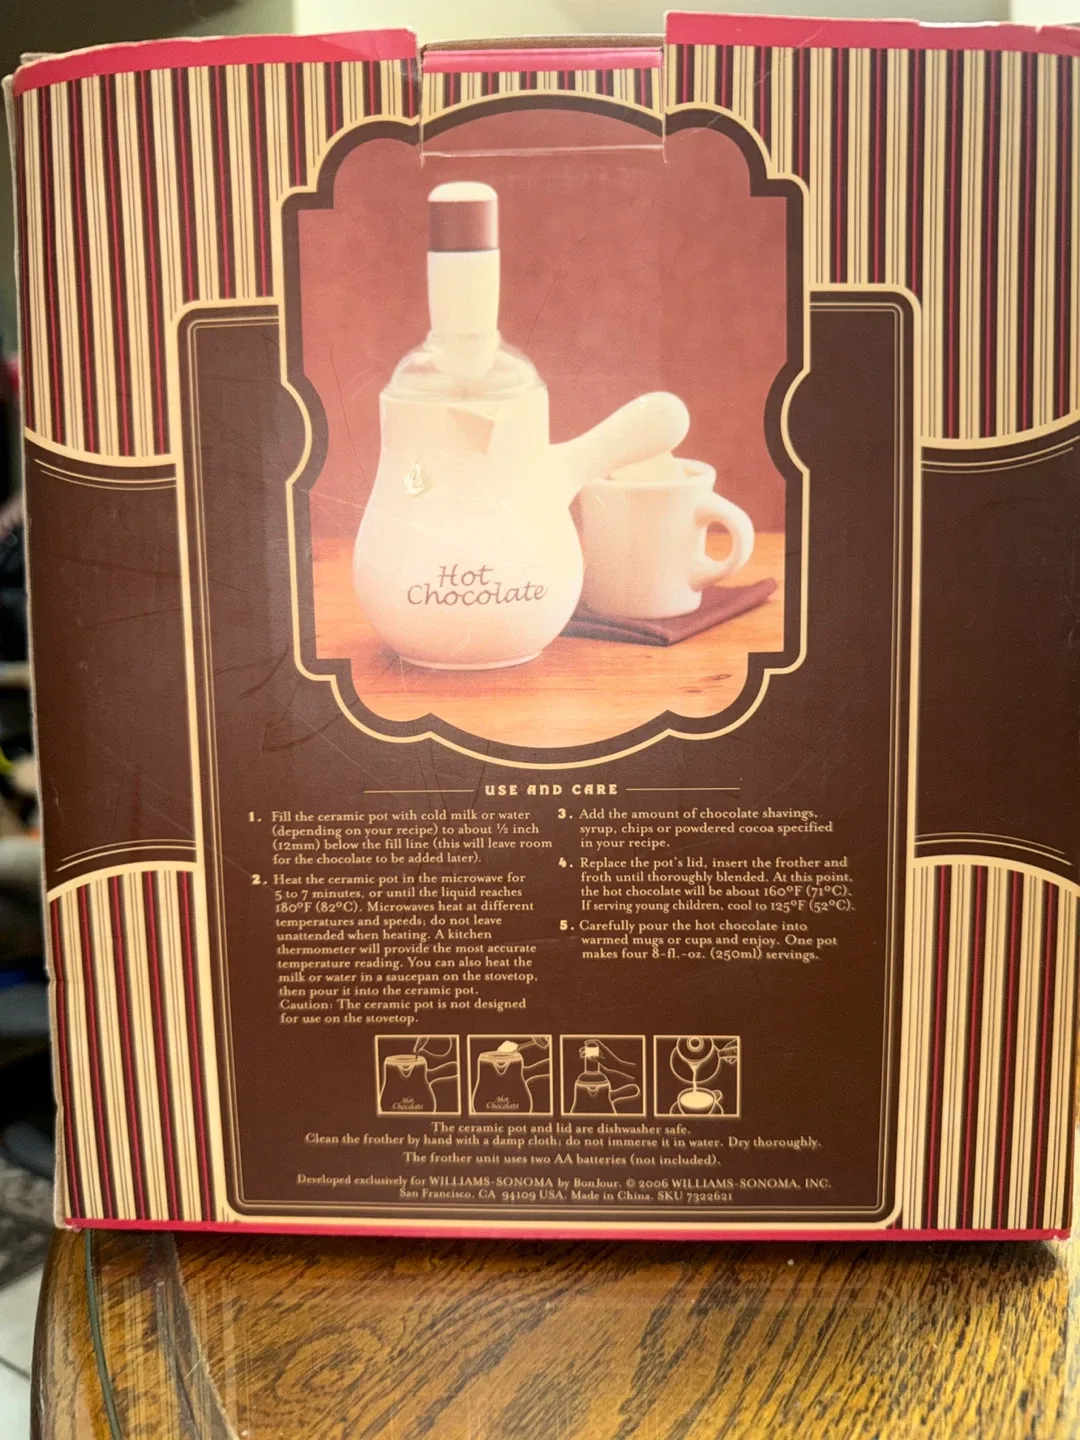 Hot
Chocolate
USE AND CARE
1. Fill the ceramic pot with cold milk or water
(depending on your recipe) to about ½ inch
(12mm) below the fill line (this will leave room
for the chocolate to be added later).
2. Heat the ceramic pot in the microwave for
5 to 7 minutes, or until the liquid reaches
180°F (82°C). Microwaves heat at different
temperatures and speeds; do not leave
unattended when heating. A kitchen
thermometer will provide the most accurate
temperature reading. You can also heat the
milk or water in a saucepan on the stovetop,
then pour it into the ceramic pot.
Caution: The ceramic pot is not designed
for use on the stovetop.
3. Add the amount of chocolate shavings,
syrup, chips or powdered cocoa specified
in your recipe.
4. Replace the pot's lid, insert the frother and
froth until thoroughly blended. At this point,
the hot chocolate will be about 160°F (71°C).
If serving young children, cool to 125°F (52°C).
5. Carefully pour the hot chocolate into
warmed mugs or cups and enjoy. One pot
makes four 8-fl.-oz. (250ml) servings.
Hot
Chocolate
Hot
Chocolate
The ceramic pot and lid are dishwasher safe.
Clean the frother by hand with a damp cloth; do not immerse it in water. Dry thoroughly.
The frother unit uses two AA batteries (not included).
Developed exclusively for WILLIAMS-SONOMA by BonJour. © 2006 WILLIAMS-SONOMA, INC.
San Francisco, CA 94109 USA. Made in China. SKU 7322621